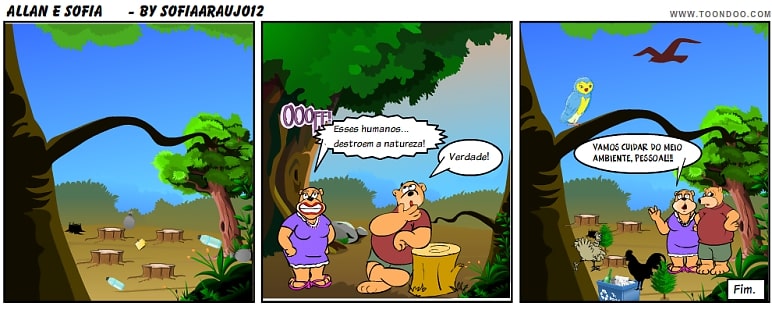 ALLAN E SOFIA - BY SOFIAARAUJO12
WWW.TOONDOO.COM
OOOFF!
Esses humanos...
destroem a natureza!
Verdade!
VAMOS CUIDAR DO MEIO
AMBIENTE, PESSOAL!!
Fim.